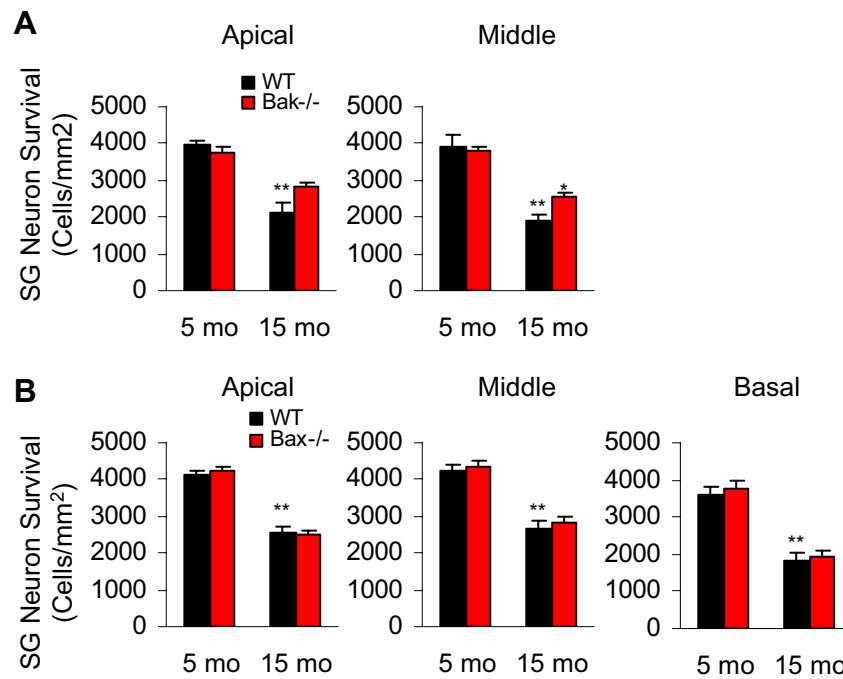 A
Apical
Middle
WT
Bak-/-
SG Neuron Survival
(Cells/mm2)
5000
4000
3000
2000
1000
0
**
5 mo
15 mo
5000
4000
3000
2000
1000
0
**
*
5 mo
15 mo
B
Apical
Middle
Basal
WT
Bax-/-
SG Neuron Survival
(Cells/mm²)
5000
4000
3000
2000
1000
0
**
5 mo
15 mo
5000
4000
3000
2000
1000
0
**
5 mo
15 mo
5000
4000
3000
2000
1000
0
**
5 mo
15 mo